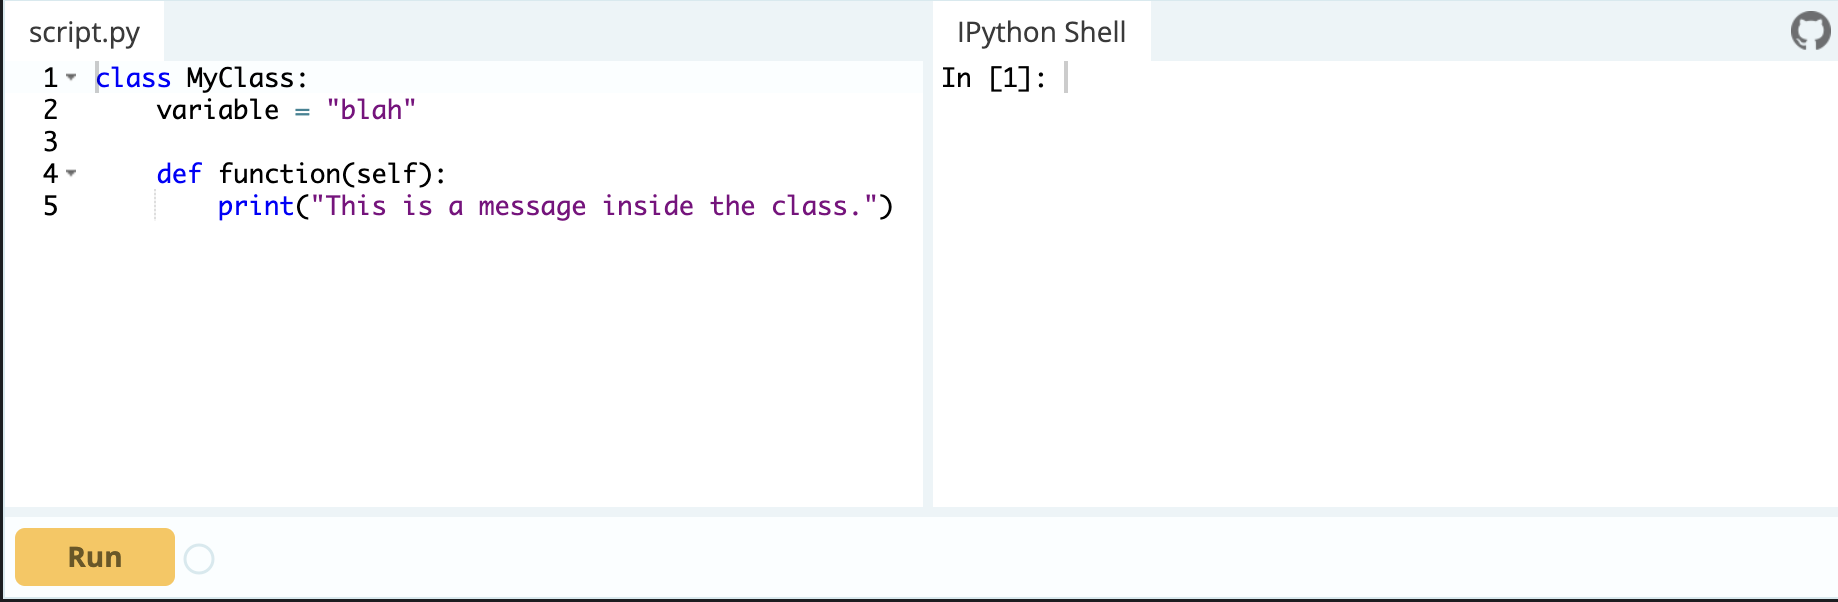 script.py
1 class MyClass:
2     variable = "blah"
3
4     def function(self):
5         print("This is a message inside the class.")
IPython Shell
In [1]:
Run